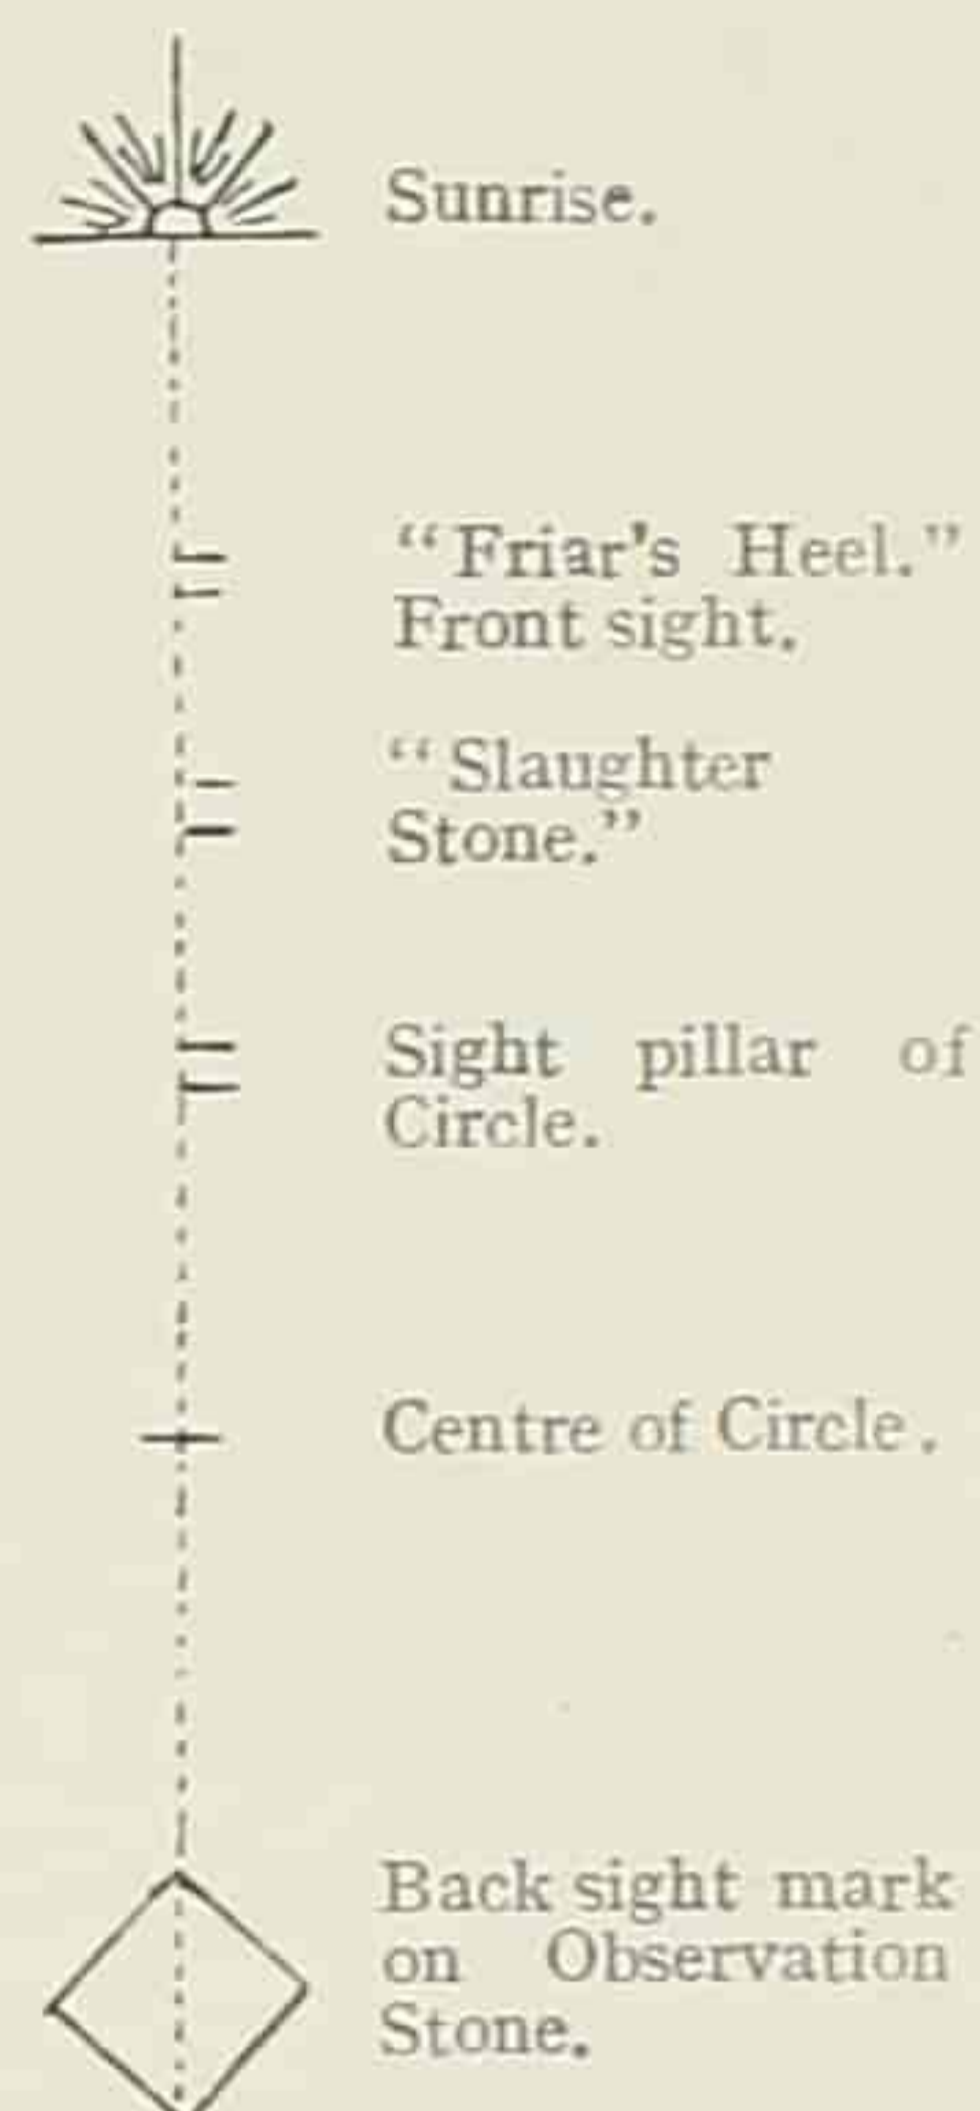 Sunrise.
“Friar’s Heel.”
Front sight.
“Slaughter
Stone.”
Sight pillar of
Circle.
Centre of Circle.
Back sight mark
on Observation
Stone.